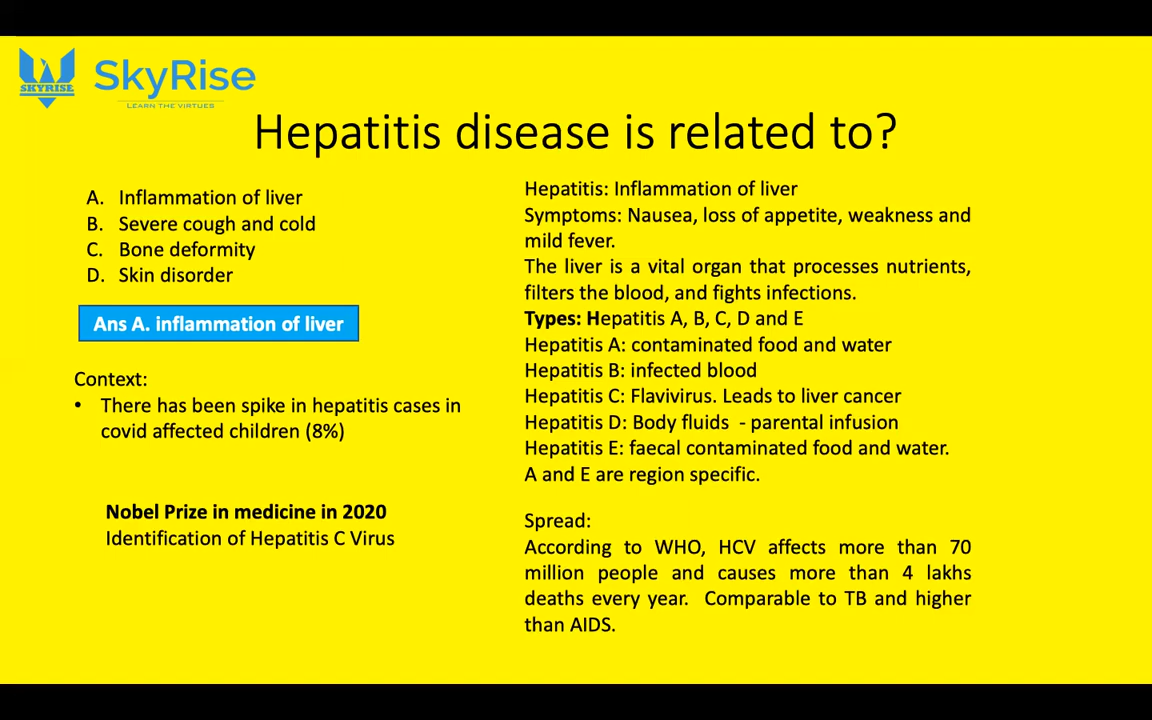 SKYRISE
SkyRise
LEARN THE VIRTUES
Hepatitis disease is related to?
A. Inflammation of liver
B. Severe cough and cold
C. Bone deformity
D. Skin disorder
Ans A. inflammation of liver
Context:
• There has been spike in hepatitis cases in
covid affected children (8%)
Nobel Prize in medicine in 2020
Identification of Hepatitis C Virus
Hepatitis: Inflammation of liver
Symptoms: Nausea, loss of appetite, weakness and
mild fever.
The liver is a vital organ that processes nutrients,
filters the blood, and fights infections.
Types: Hepatitis A, B, C, D and E
Hepatitis A: contaminated food and water
Hepatitis B: infected blood
Hepatitis C: Flavivirus. Leads to liver cancer
Hepatitis D: Body fluids - parental infusion
Hepatitis E: faecal contaminated food and water.
A and E are region specific.
Spread:
According to WHO, HCV affects more than 70
million people and causes more than 4 lakhs
deaths every year. Comparable to TB and higher
than AIDS.